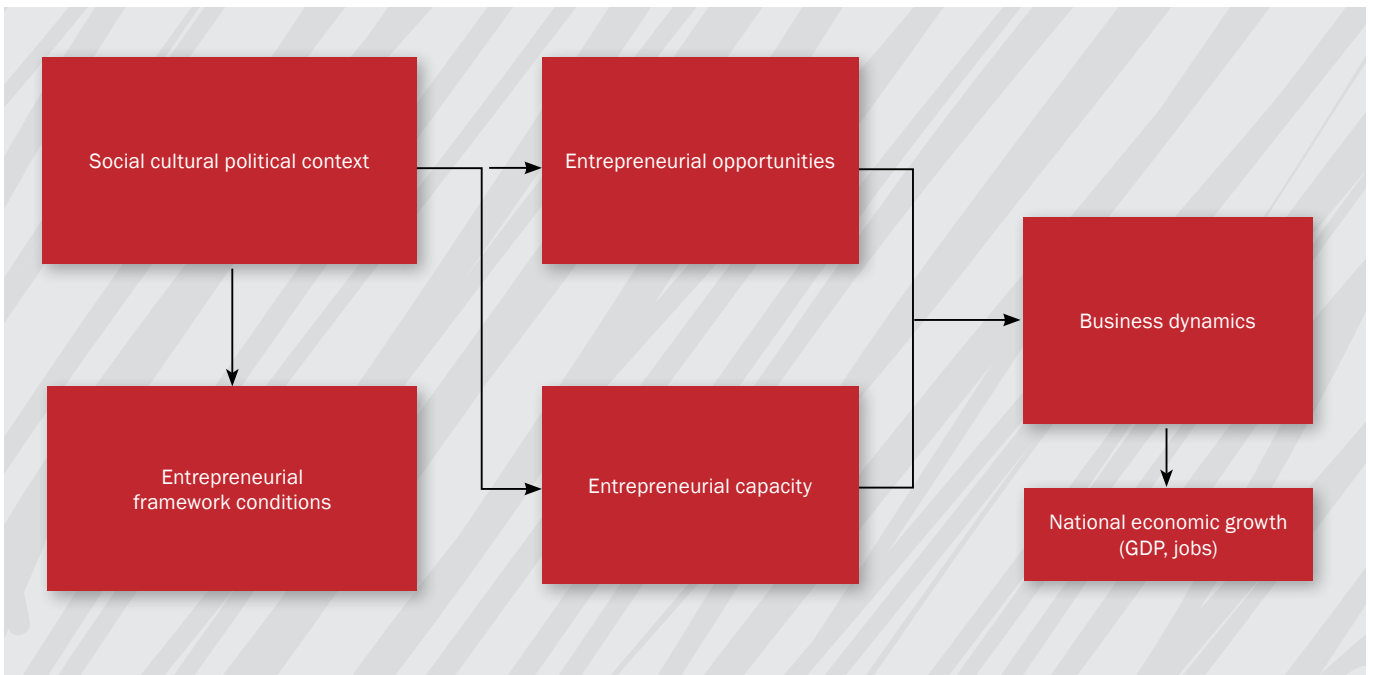 Social cultural political context
Entrepreneurial opportunities
Business dynamics
Entrepreneurial
framework conditions
Entrepreneurial capacity
National economic growth
(GDP, jobs)